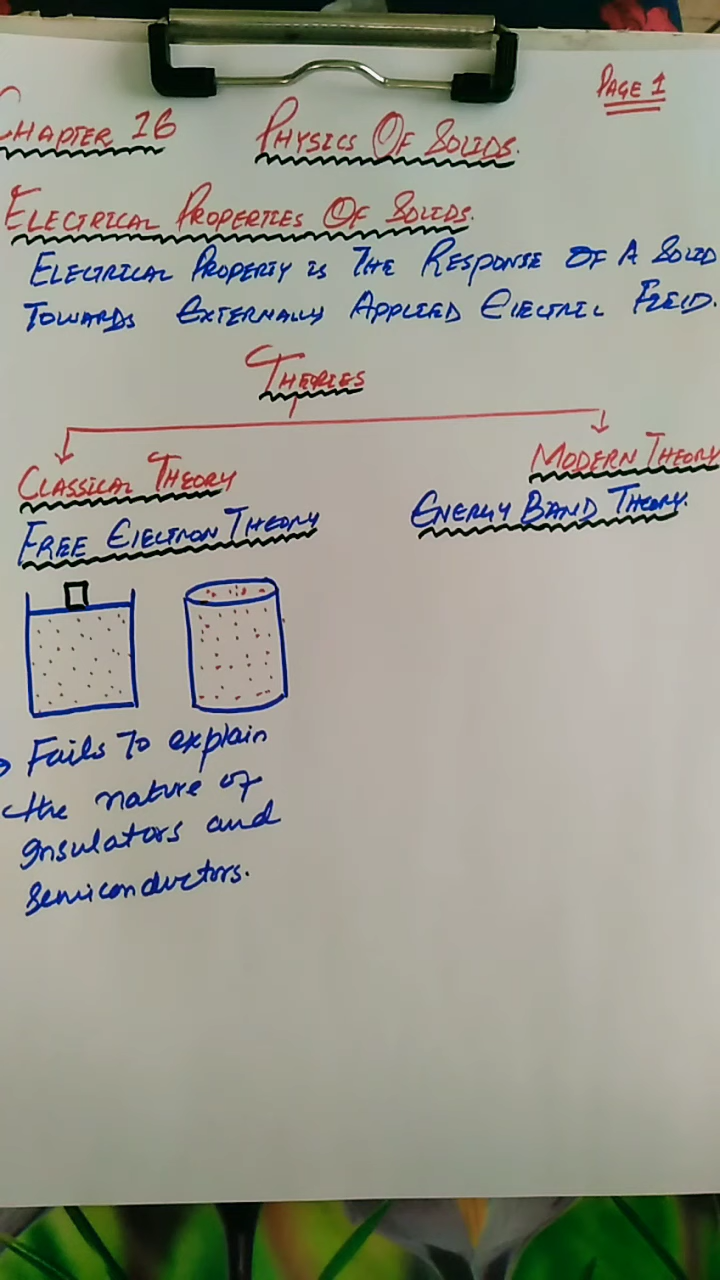 PAGE 1
CHAPTER 16 PHYSICS OF SOLIDS.
ELECTRICAL PROPERTIES OF SOLIDS.
ELECTRICAL PROPERTY IS THE RESPONSE OF A SOLID
TOWARDS EXTERNALLY APPLIED ELECTRIC FIELD.
THEORIES
CLASSICAL THEORY
MODERN THEORY
FREE ELECTRON THEORY
ENERGY BAND THEORY.
Fails To explain
the nature of
insulators and
Semiconductors.